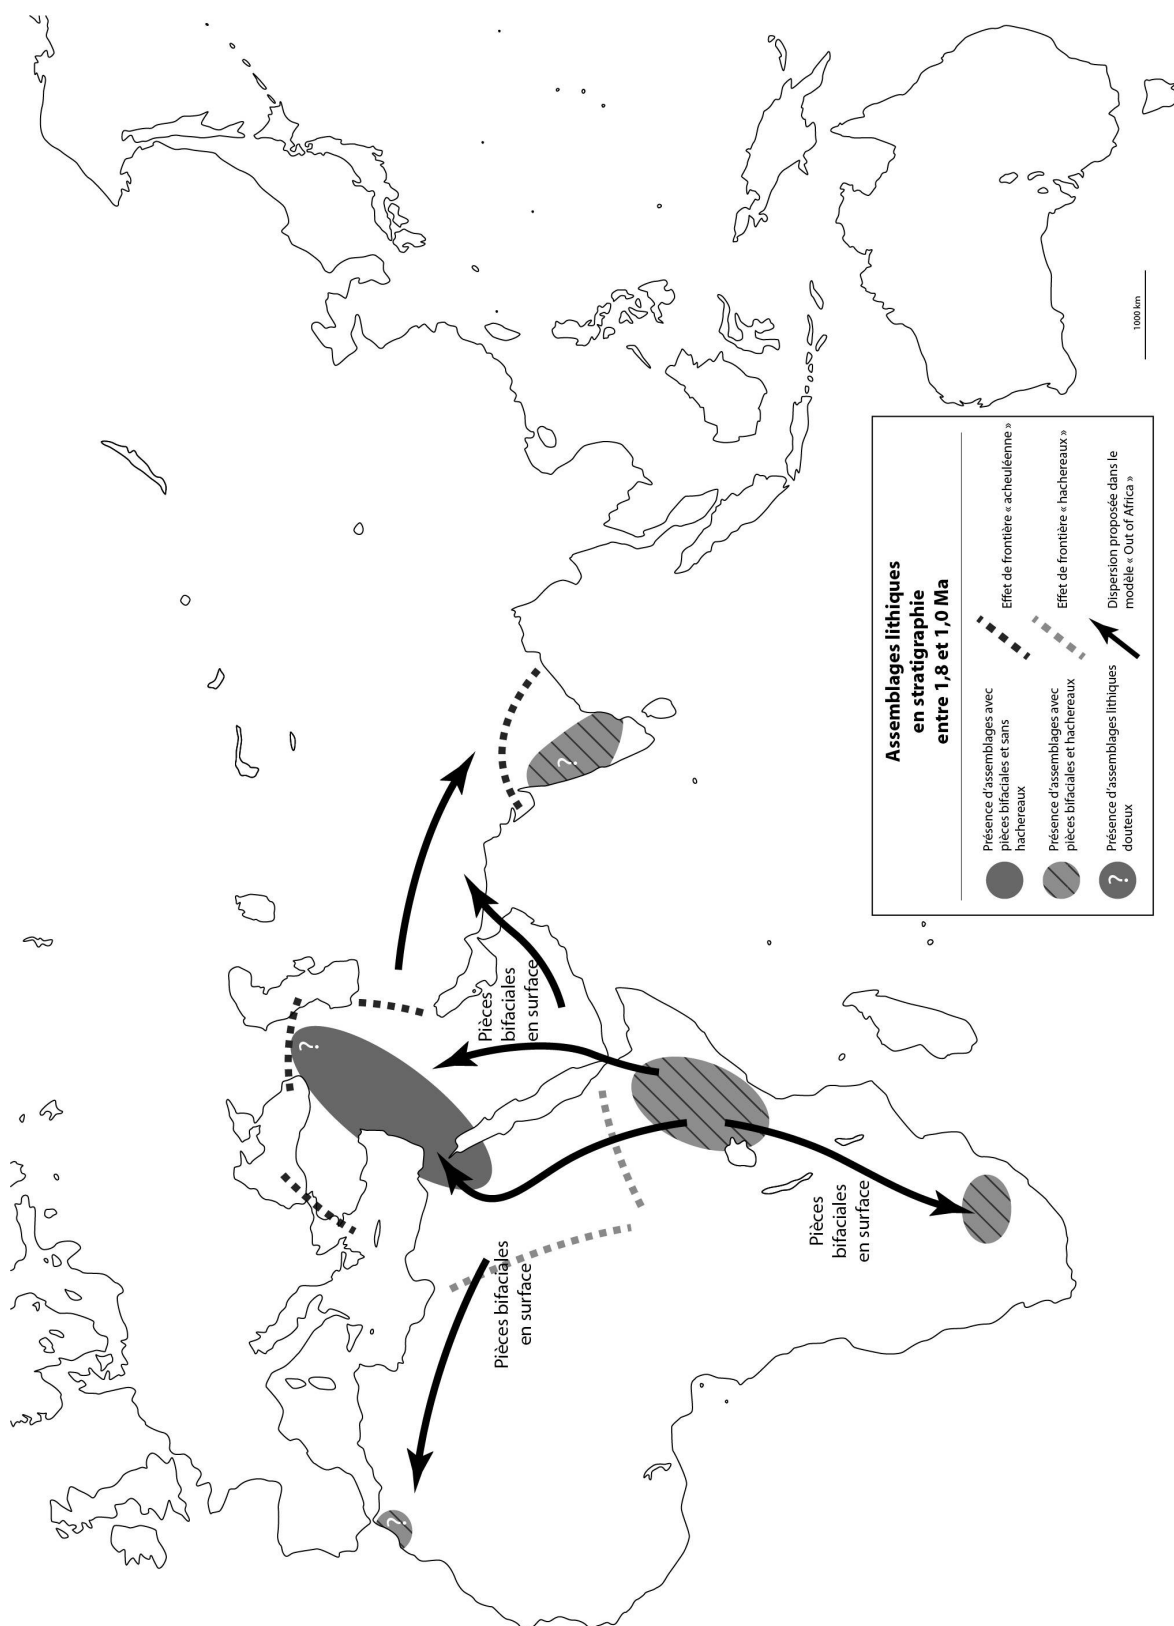 Pièces
bifaciales
en surface
Pièces bifaciales
en surface
Pièces
bifaciales
en surface
?
?
?
Assemblages lithiques
en stratigraphie
entre 1,8 et 1,0 Ma
Présence d'assemblages avec
pièces bifaciales et sans
hachereaux
Présence d'assemblages avec
pièces bifaciales et hachereaux
?
Présence d'assemblages lithiques
douteux
Effet de frontière « acheuléenne »
Effet de frontière « hachereaux »
Dispersion proposée dans le
modèle « Out of Africa »
1000 km